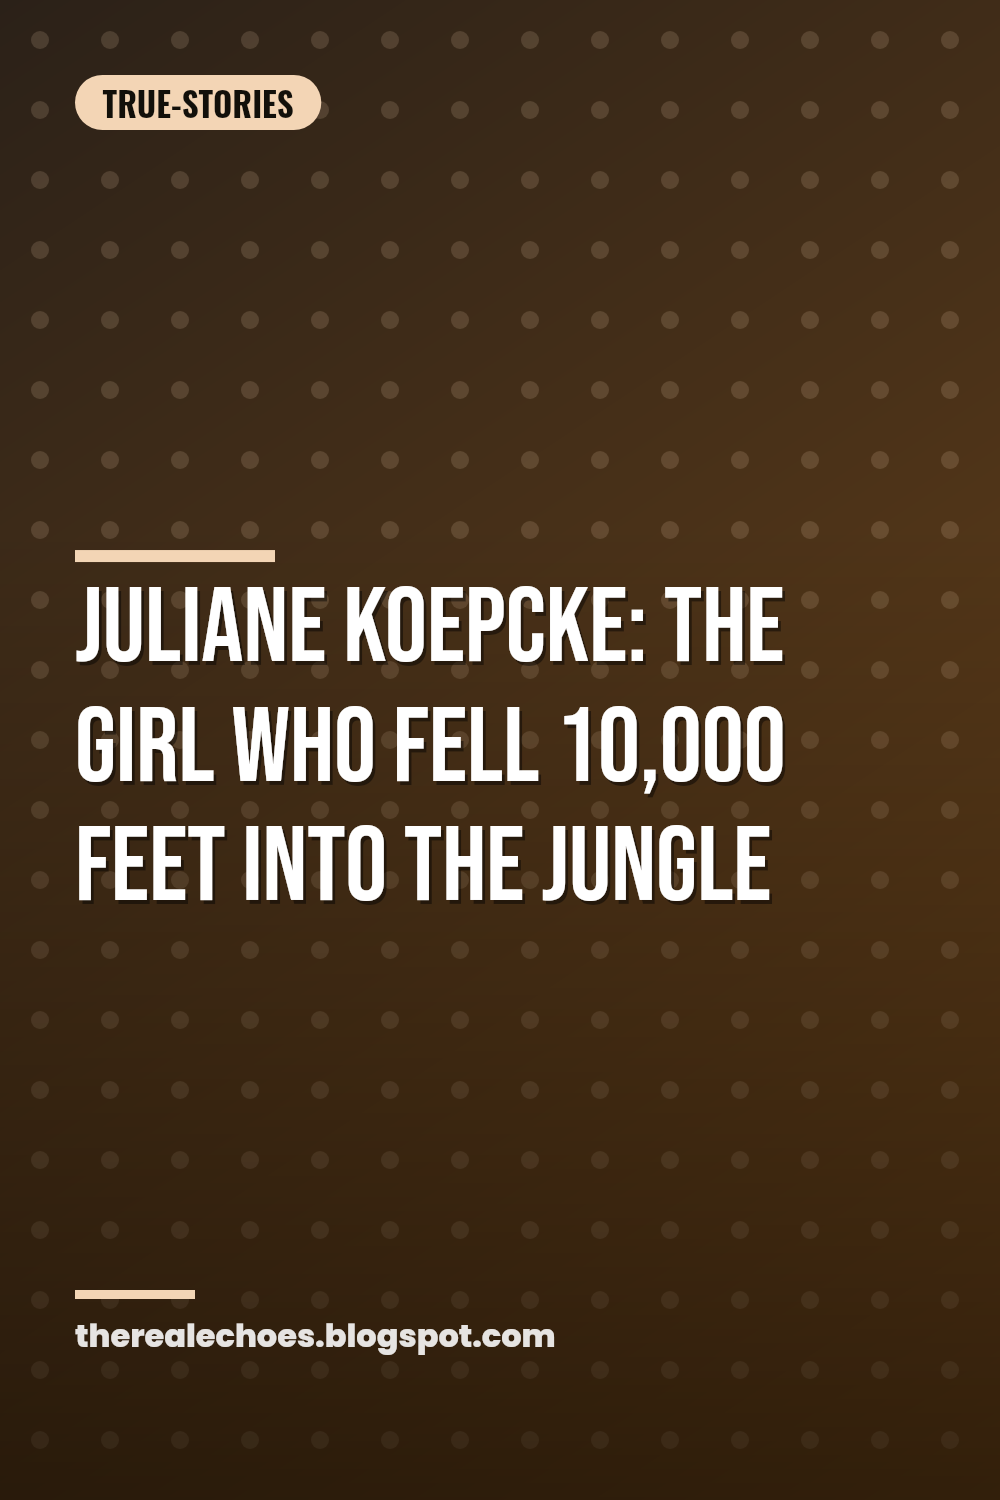 TRUE-STORIES
JULIANE KOEPCKE: THE
GIRL WHO FELL 10,000
FEET INTO THE JUNGLE
therealechoes.blogspot.com